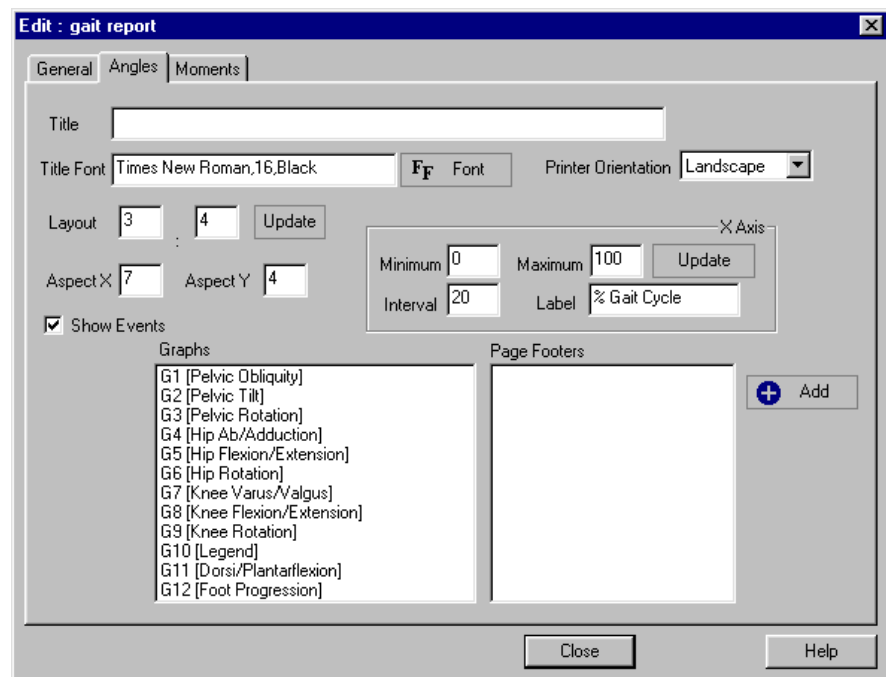 Edit : gait report
General Angles Moments
Title
Title Font Times New Roman,16,Black FF Font Printer Orientation Landscape
Layout 3 : 4 Update
X Axis
Minimum 0 Maximum 100 Update
Aspect X 7 Aspect Y 4
Interval 20 Label % Gait Cycle
Show Events
Graphs Page Footers
G1 [Pelvic Obliquity]
G2 [Pelvic Tilt]
G3 [Pelvic Rotation]
Add
G4 [Hip Ab/Adduction]
G5 [Hip Flexion/Extension]
G6 [Hip Rotation]
G7 [Knee Varus/Valgus]
G8 [Knee Flexion/Extension]
G9 [Knee Rotation]
G10 [Legend]
G11 [Dorsi/Plantarflexion]
G12 [Foot Progression]
Close Help